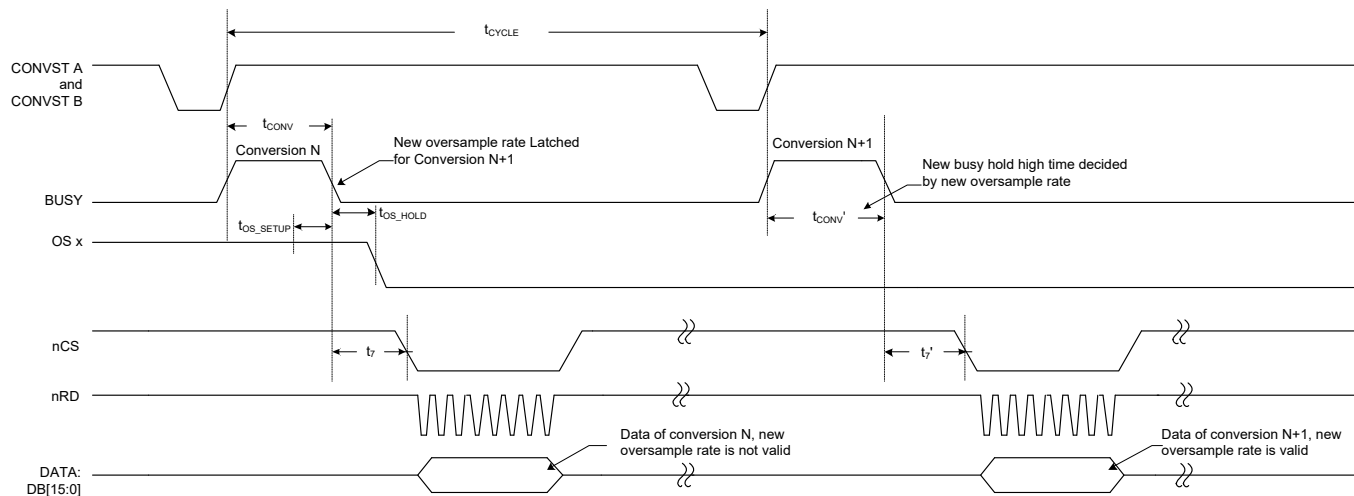 tCYCLE
CONVST A
and
CONVST B
tCONV
New oversample rate Latched
for Conversion N+1
Conversion N
Conversion N+1
New busy hold high time decided
by new oversample rate
BUSY
tOS_HOLD
tCONV'
tOS_SETUP
OS x
nCS
t7
t7'
nRD
Data of conversion N, new
oversample rate is not valid
Data of conversion N+1, new
oversample rate is valid
DATA:
DB[15:0]